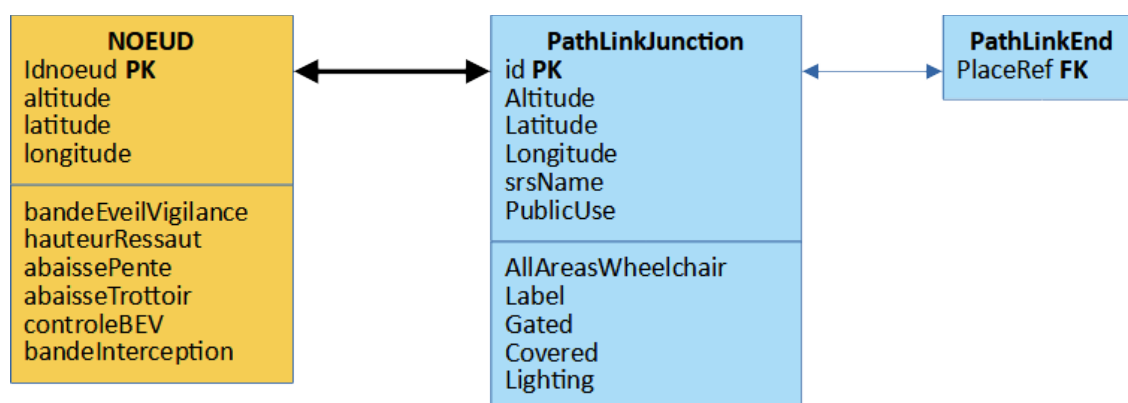 NOEUD
Idnoeud PK
altitude
latitude
longitude
bandeEveilVigilance
hauteurRessaut
abaissePente
abaisseTrottoir
controleBEV
bandeInterception
PathLinkJunction
id PK
Altitude
Latitude
Longitude
srsName
PublicUse
AllAreasWheelchair
Label
Gated
Covered
Lighting
PathLinkEnd
PlaceRef FK